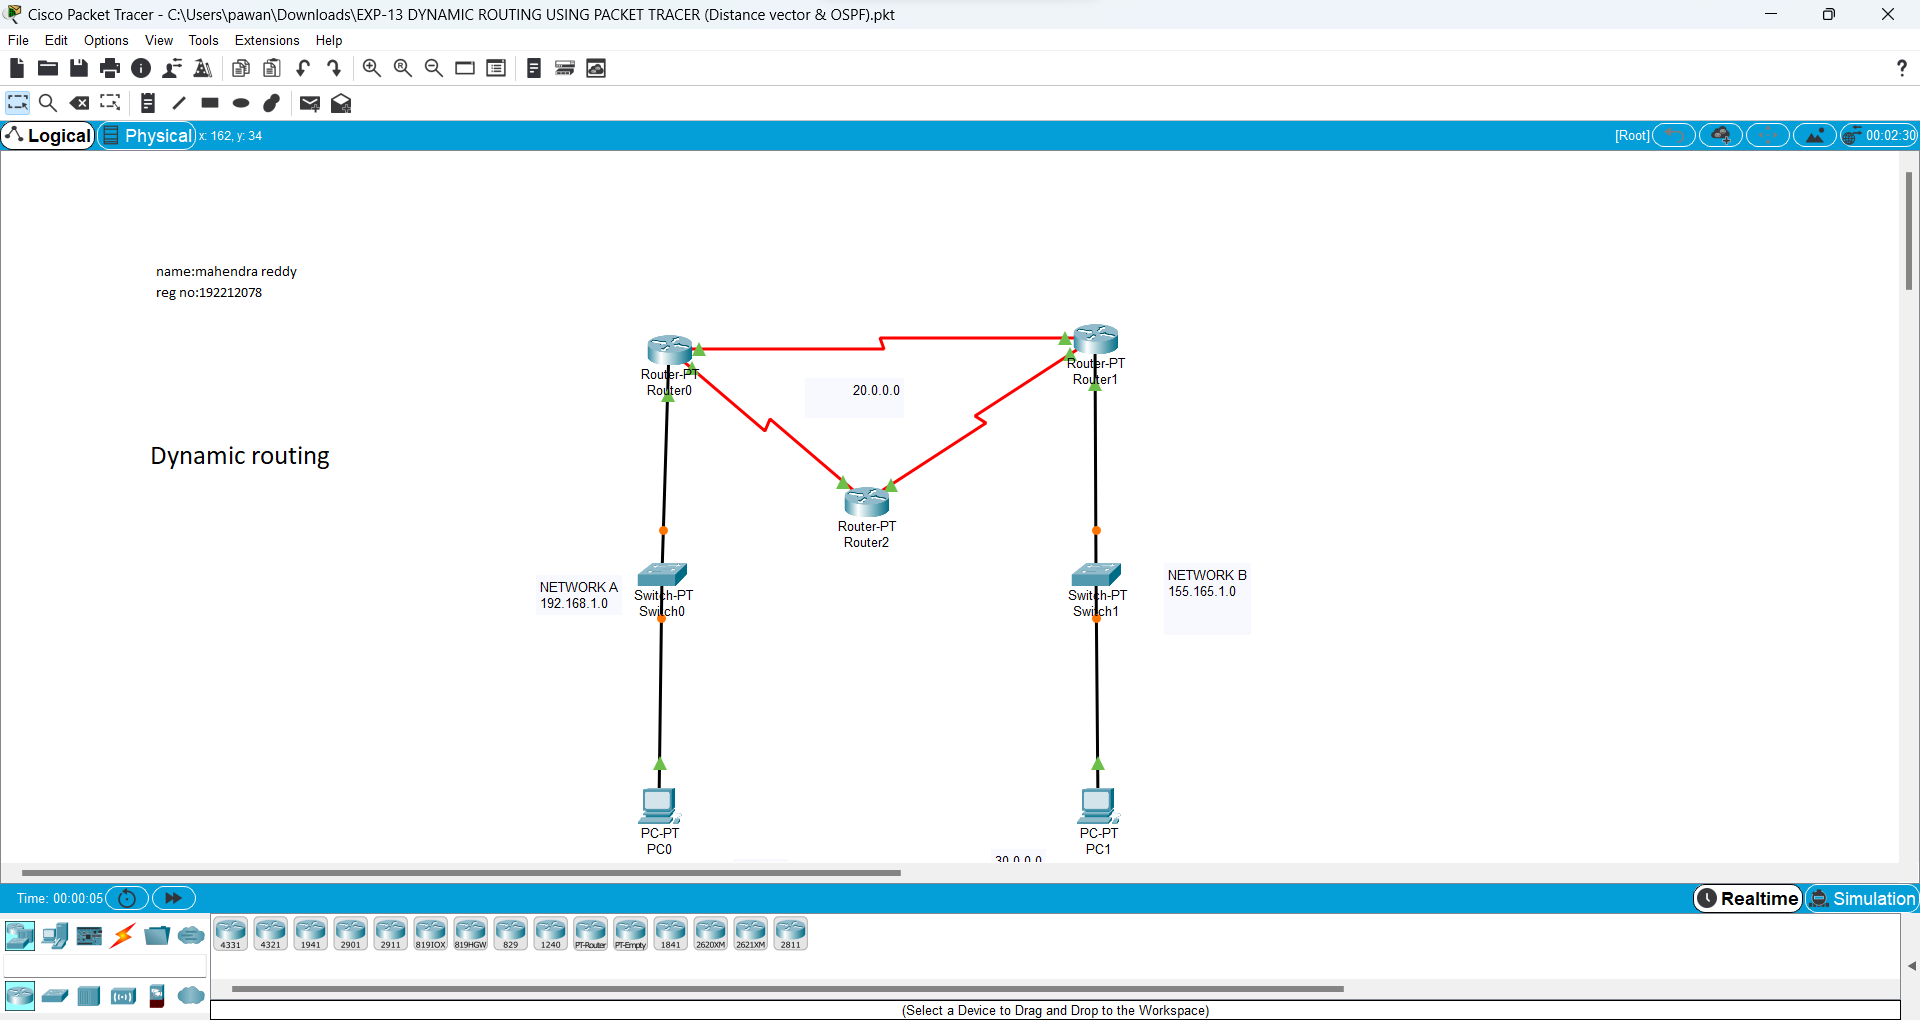 Cisco Packet Tracer - C:\Users\pawan\Downloads\EXP-13 DYNAMIC ROUTING USING PACKET TRACER (Distance vector & OSPF).pkt
File Edit Options View Tools Extensions Help
?
Logical Physical x: 162, y: 34 [Root] 00:02:30
name:mahendra reddy
reg no:192212078
Router-PT
Router0
Router-PT
Router1
20.0.0.0
Dynamic routing
Router-PT
Router2
NETWORK A
192.168.1.0
Switch-PT
Switch0
Switch-PT
Switch1
NETWORK B
155.165.1.0
PC-PT
PC0
PC-PT
PC1
30.0.0.0
Time: 00:00:05 Realtime Simulation
4331 4321 1941 2901 2911 819IOX 819HGW 829 1240 PT-Router PT-Empty 1841 2620XM 2621XM 2811
(Select a Device to Drag and Drop to the Workspace)